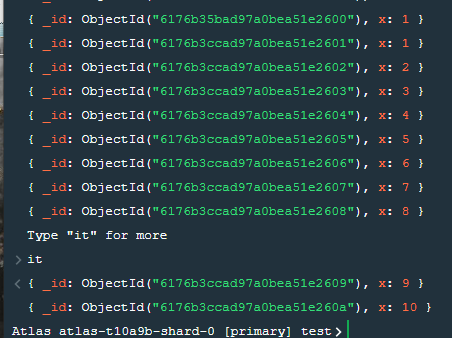 { _id: ObjectId("6176b35bad97a0bea51e2600"), x: 1 }
{ _id: ObjectId("6176b3ccad97a0bea51e2601"), x: 1 }
{ _id: ObjectId("6176b3ccad97a0bea51e2602"), x: 2 }
{ _id: ObjectId("6176b3ccad97a0bea51e2603"), x: 3 }
{ _id: ObjectId("6176b3ccad97a0bea51e2604"), x: 4 }
{ _id: ObjectId("6176b3ccad97a0bea51e2605"), x: 5 }
{ _id: ObjectId("6176b3ccad97a0bea51e2606"), x: 6 }
{ _id: ObjectId("6176b3ccad97a0bea51e2607"), x: 7 }
{ _id: ObjectId("6176b3ccad97a0bea51e2608"), x: 8 }
Type "it" for more
> it
< { _id: ObjectId("6176b3ccad97a0bea51e2609"), x: 9 }
{ _id: ObjectId("6176b3ccad97a0bea51e260a"), x: 10 }
Atlas atlas-t10a9b-shard-0 [primary] test>